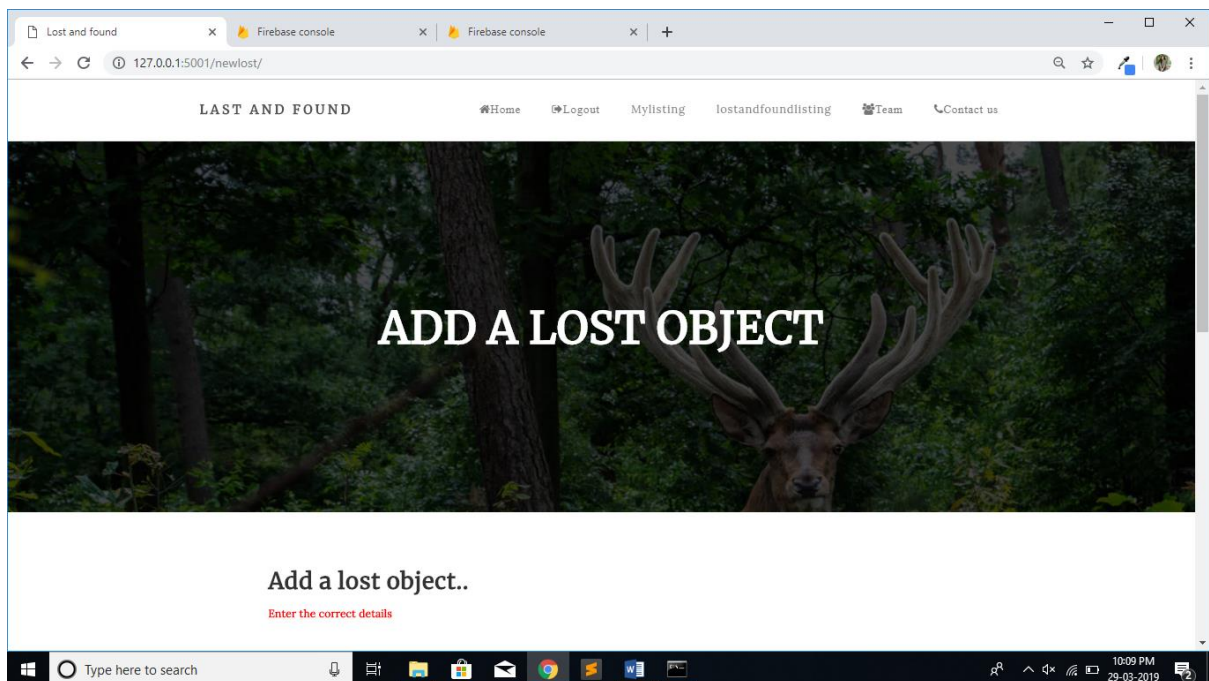 Lost and found
Firebase console
Firebase console
127.0.0.1:5001/newlost/
LAST AND FOUND
Home Logout Mylisting lostandfoundlisting Team Contact us
ADD A LOST OBJECT
Add a lost object..
Enter the correct details
Type here to search
10:09 PM
29-03-2019
2